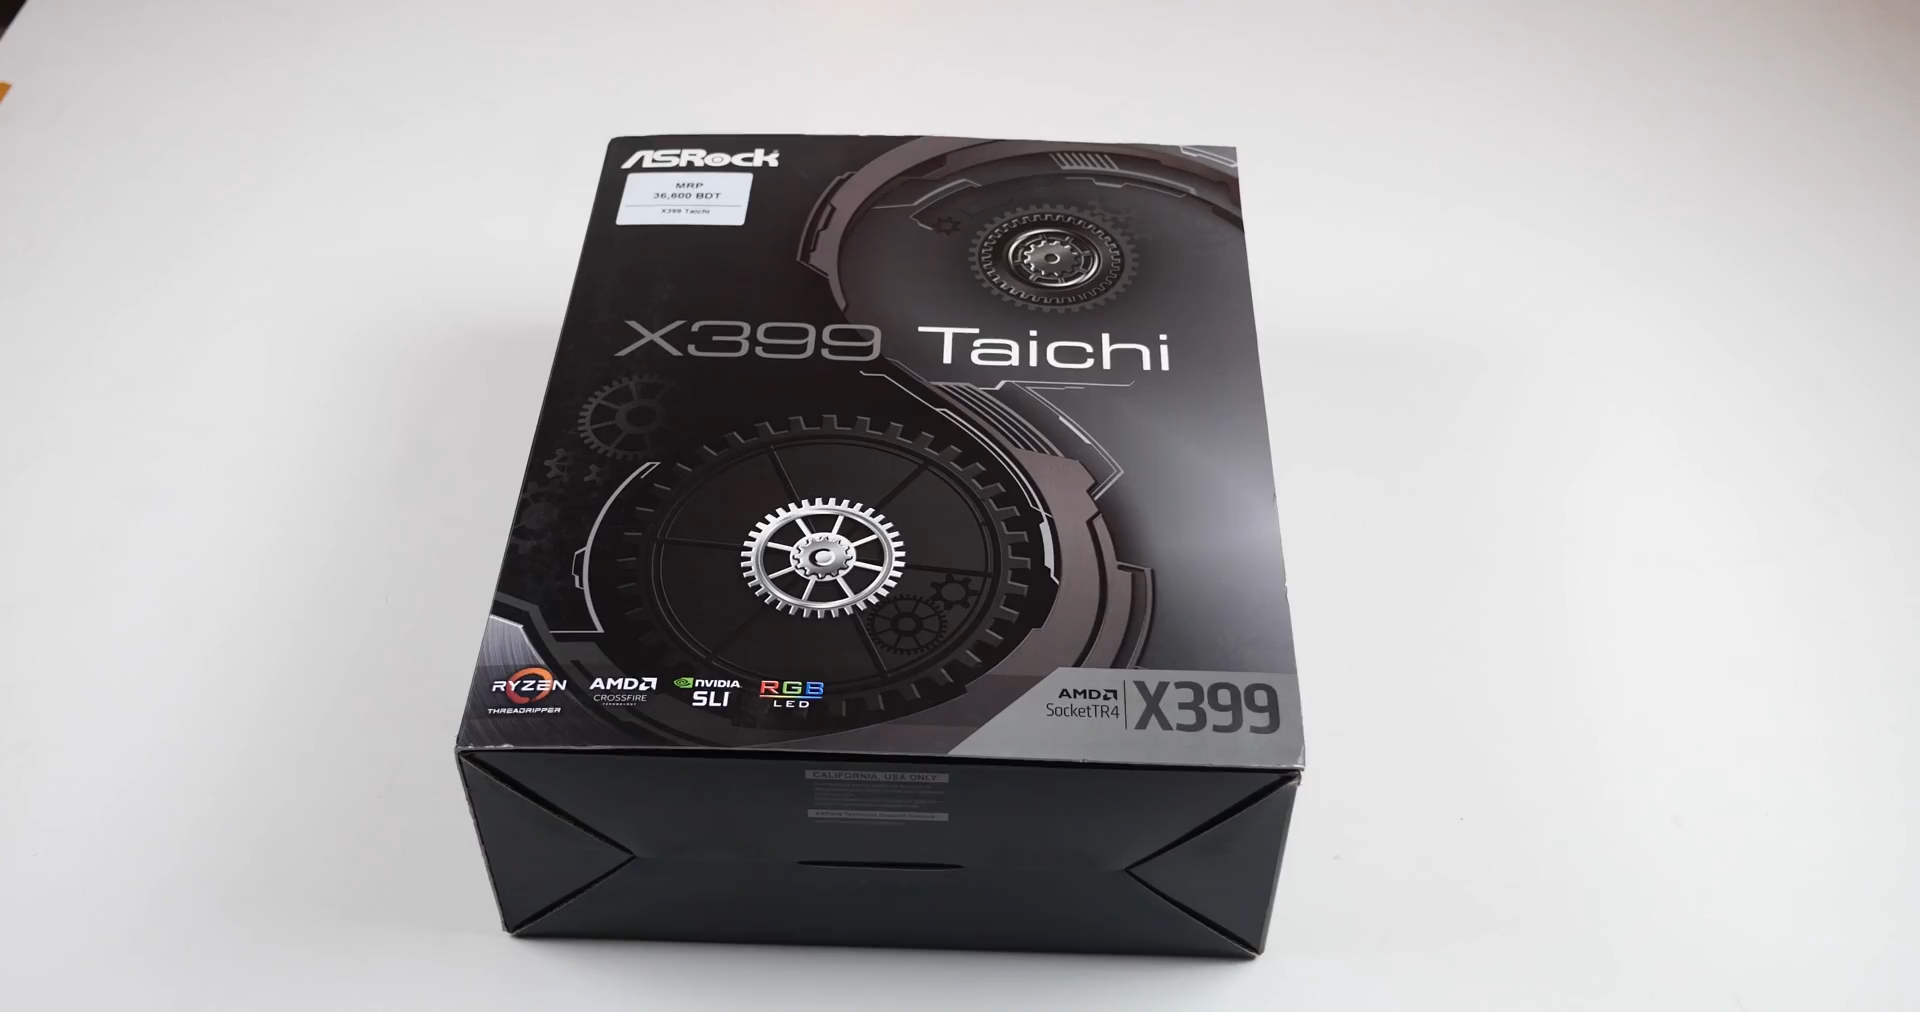 ASRock
MRP
36,600 BDT
X399 Taichi
X399 Taichi
RYZEN
THREADRIPPER
AMD
CROSSFIRE
TECHNOLOGY
NVIDIA
SLI
RGB
LED
AMD
SocketTR4
X399
CALIFORNIA, USA ONLY